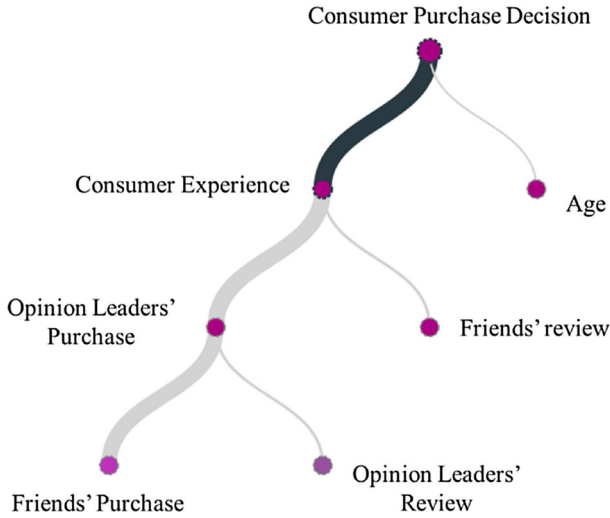 Consumer Purchase Decision
Consumer Experience
Age
Opinion Leaders’
Purchase
Friends’ review
Friends’ Purchase
Opinion Leaders’
Review